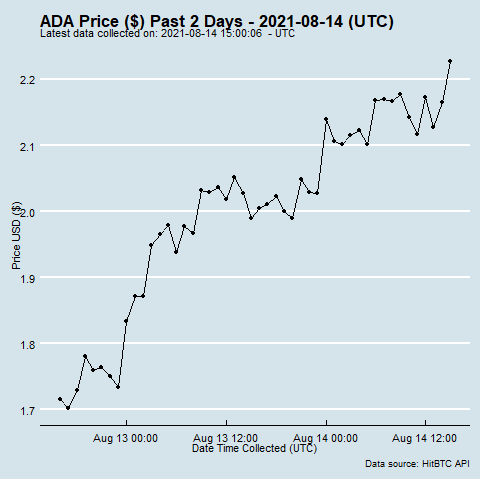 ADA Price ($) Past 2 Days - 2021-08-14 (UTC)
Latest data collected on: 2021-08-14 15:00:06 - UTC
2.2
2.1
2.0
1.9
1.8
1.7
Price USD ($)
Aug 13 00:00 Aug 13 12:00 Aug 14 00:00 Aug 14 12:00
Date Time Collected (UTC)
Data source: HitBTC API